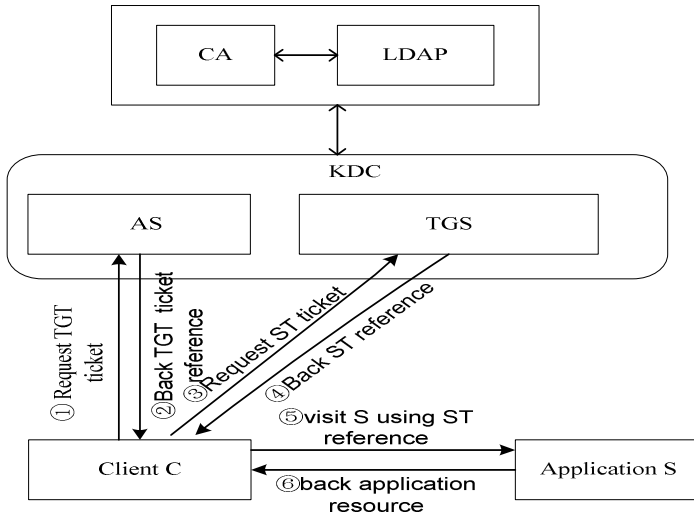 CA
LDAP
KDC
AS
TGS
①Request TGT
ticket
②Back TGT ticket
reference
③Request ST ticket
④Back ST reference
⑤visit S using ST
reference
Client C
Application S
⑥back application
resource